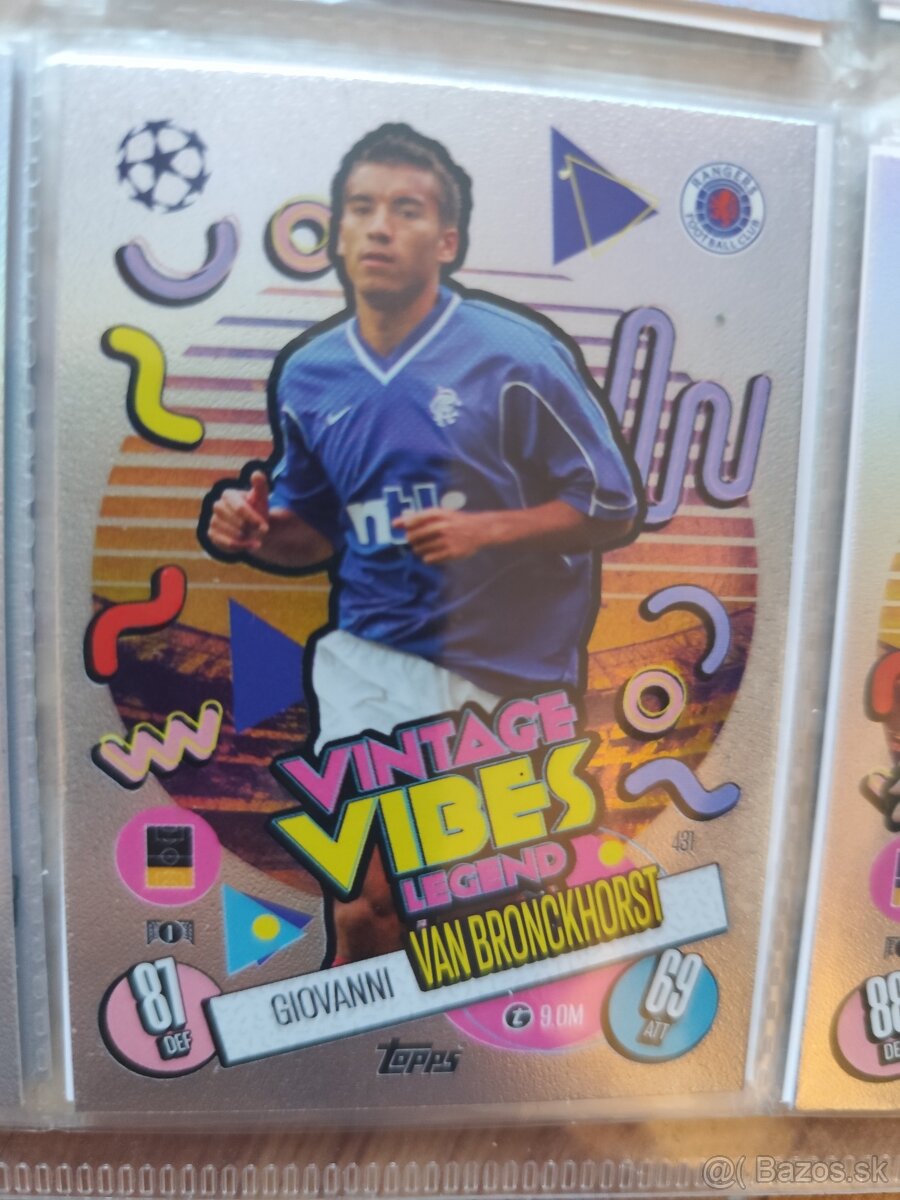 RANGERS
FOOTBALL CLUB
ntl:
VINTAGE
VIBES
LEGEND
431
GIOVANNI VAN BRONCKHORST
1
87
DEF
9.0M
69
ATT
topps
88
DE
@( Bazos.sk